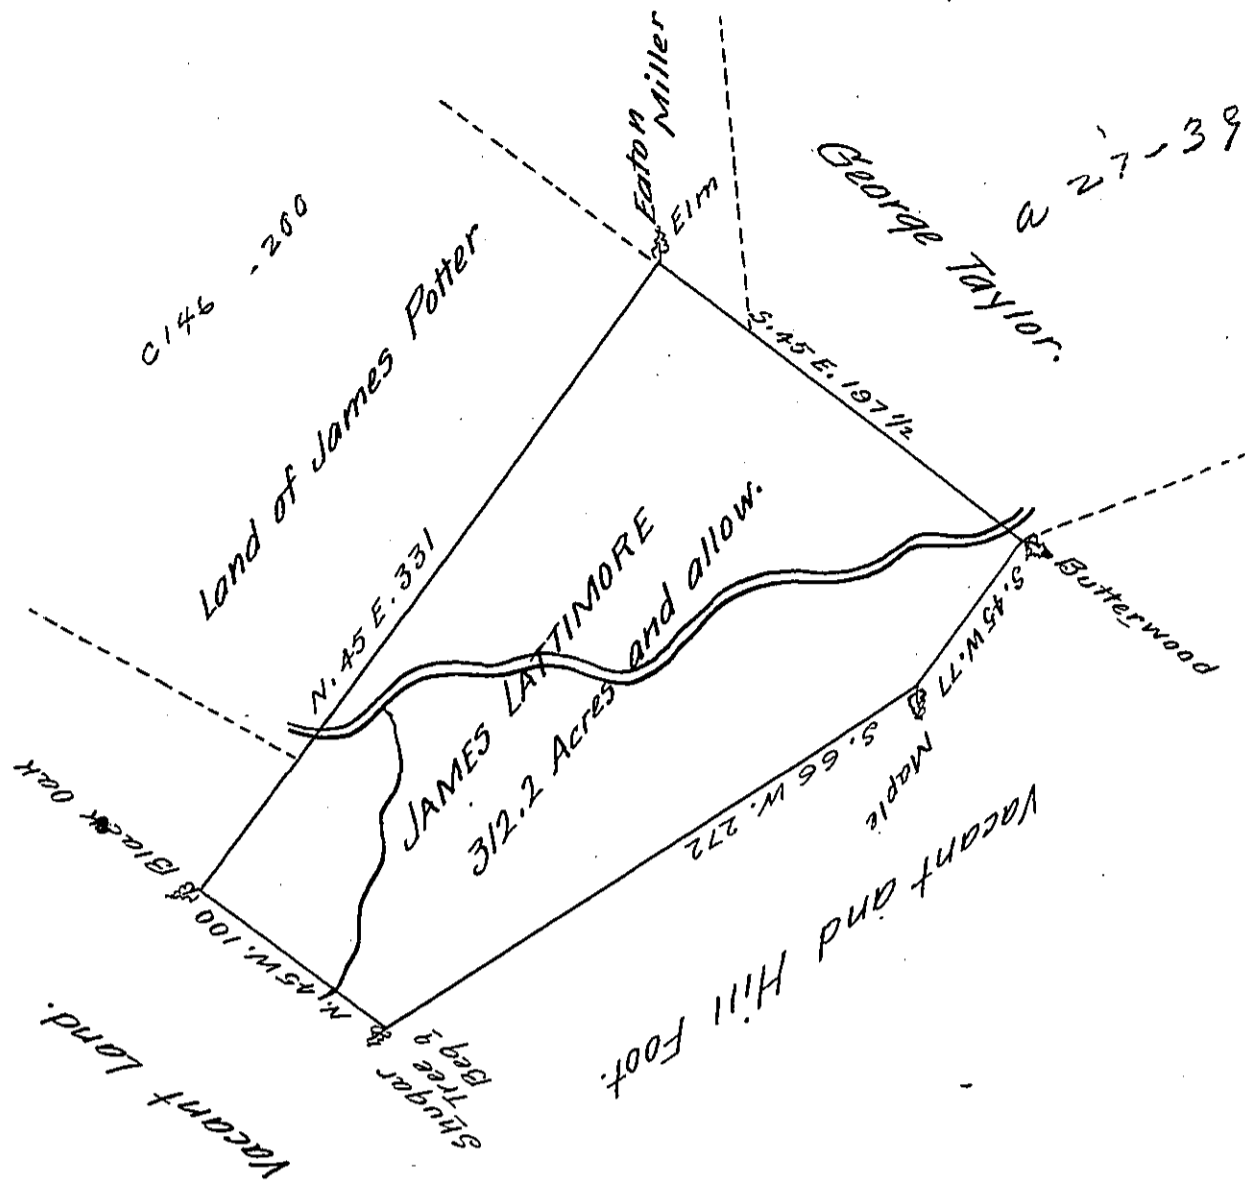 Eaton
Miller
Elm
George Taylor.
a 27-39
C146 - 200
Land of James Potter
S. 45 E. 197 1/2
N. 45 E. 331
JAMES LATTIMORE
312.2 Acres and allow.
Butterwood
S. 45 W. 77
Maple
S. 66 W. 272
Vacant and Hill Foot.
Black Oak
N. 45 W. 100
Shugar
Tree
Beg g
Vacant Land.